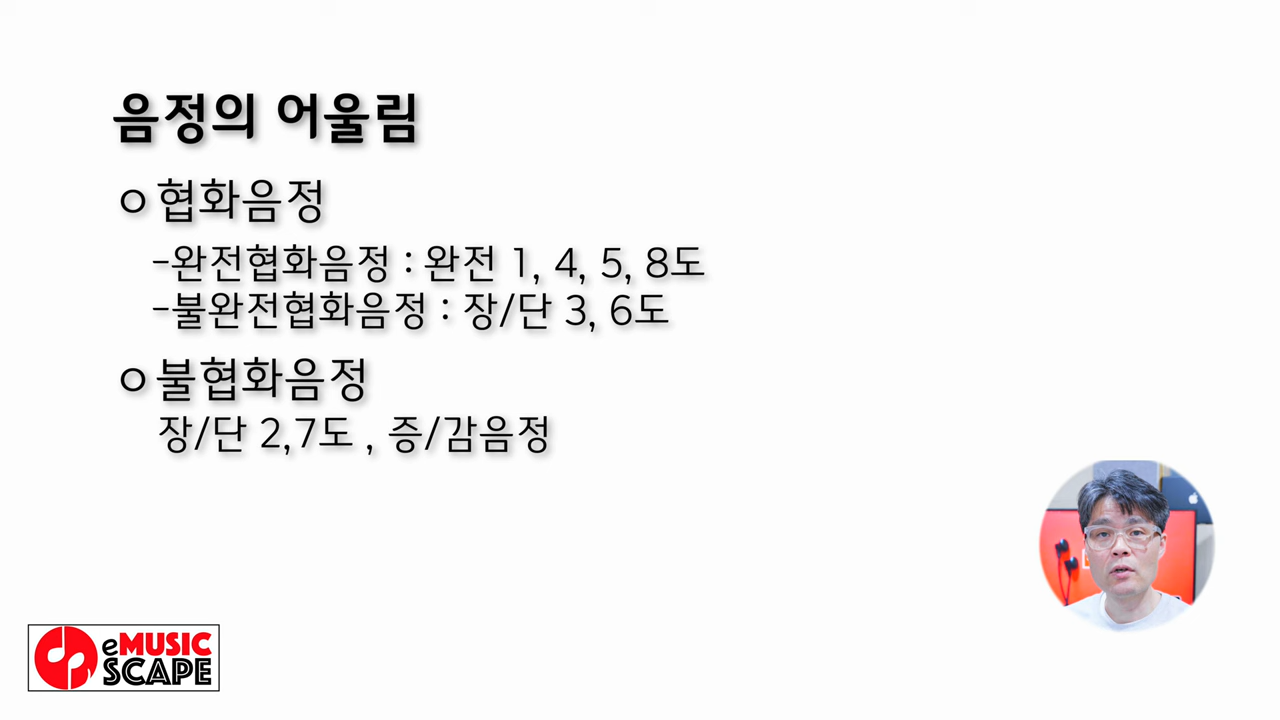 음정의 어울림
ㅇ협화음정
-완전협화음정 : 완전 1, 4, 5, 8도
-불완전협화음정 : 장/단 3, 6도
ㅇ불협화음정
장/단 2,7도 , 증/감음정
eMUSIC
SCAPE